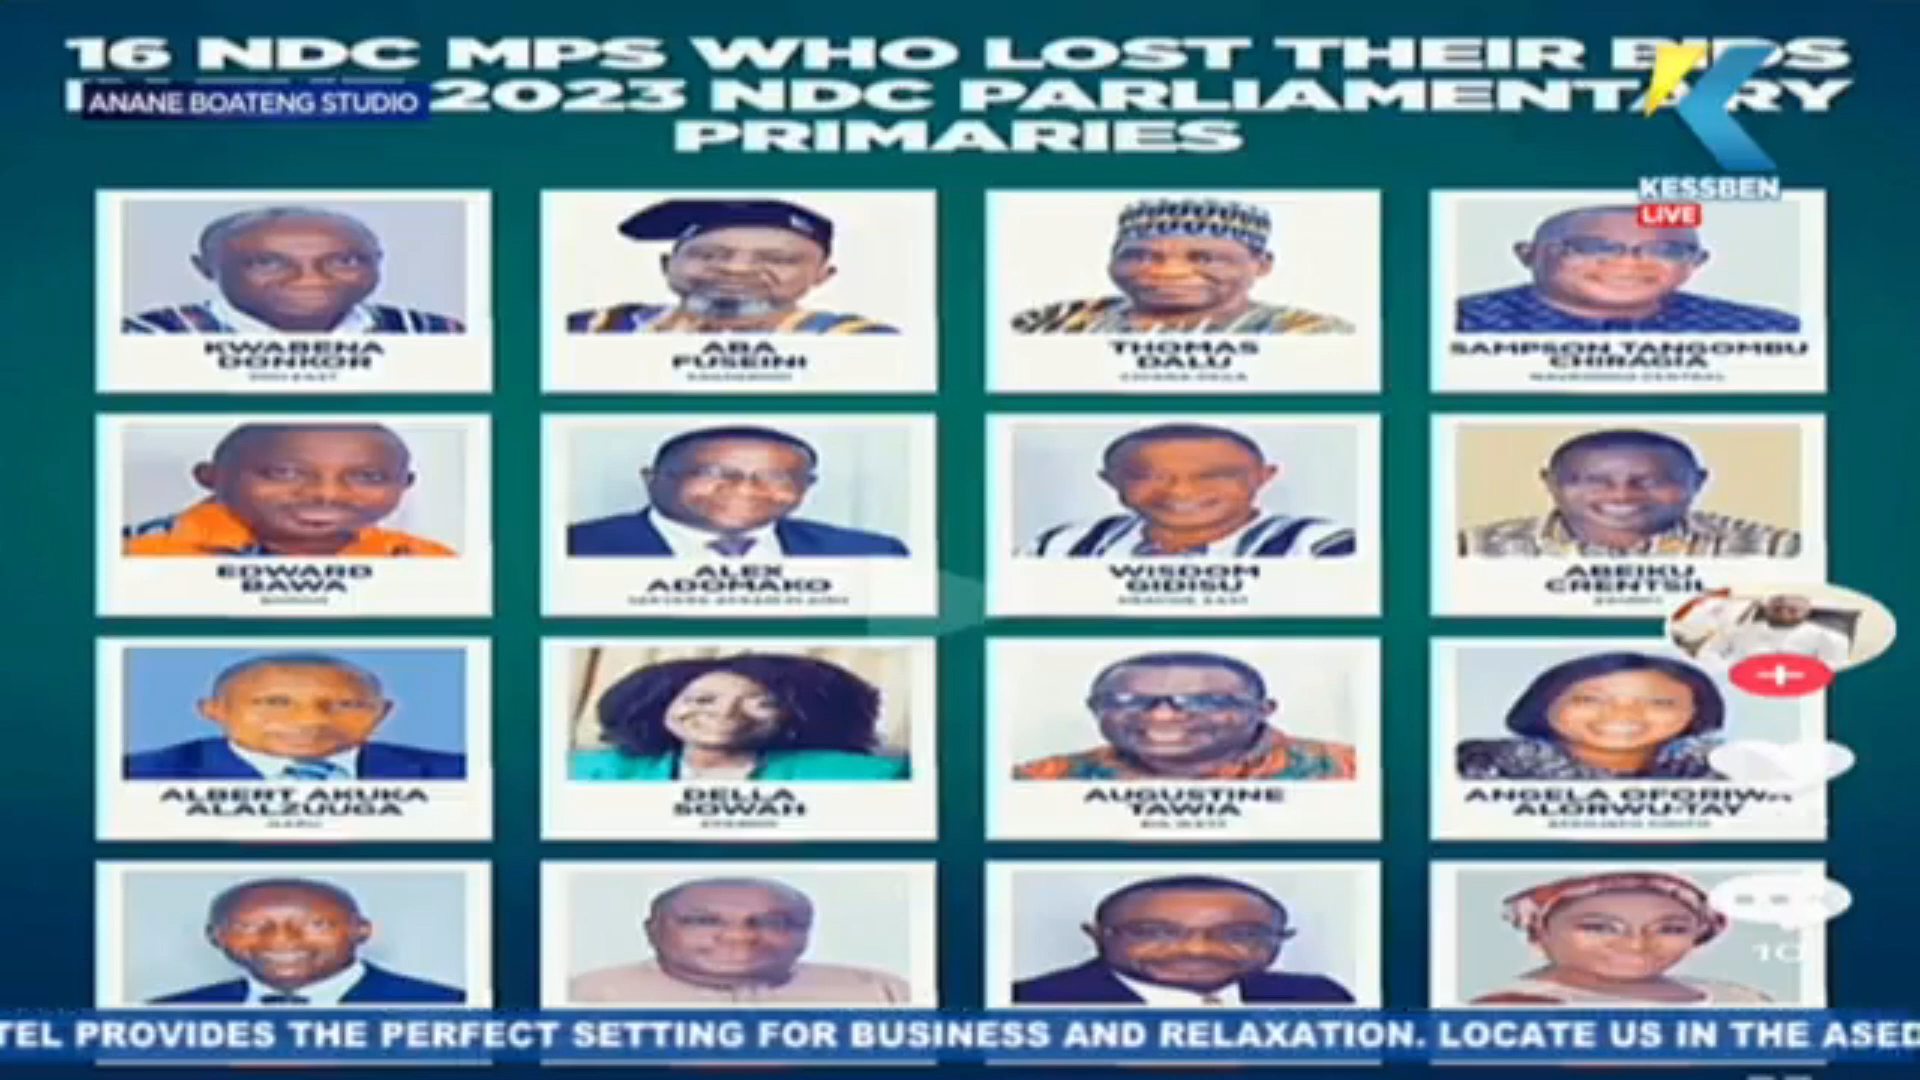 16 NDC MPS WHO LOST THEIR BIDS
2023 NDC PARLIAMENTARY
ANANE BOATENG STUDIO
PRIMARIES
KESSBEN
LIVE
KWABENA
DONKOR
ABA
FUSEINI
THOMAS
DALU
SAMPSON TANGOMBU
CHIRAGIA
NAVRONGO CENTRAL
EDWARD
BAWA
ALEX
ADOMAKO
WISDOM
GIDISU
ABEIKU
CRENTSIL
ALBERT AKUKA
ALALZUUGA
DELLA
SOWAH
AUGUSTINE
TAWIA
ANGELA OFORIWA
ALORWU-TAY
10
TEL PROVIDES THE PERFECT SETTING FOR BUSINESS AND RELAXATION. LOCATE US IN THE ASED